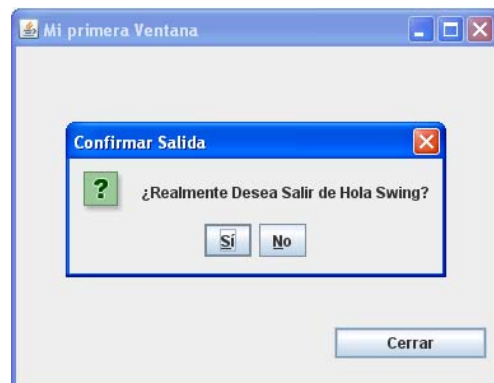 Mi primera Ventana
Confirmar Salida
?
¿Realmente Desea Salir de Hola Swing?
Sí No
Cerrar